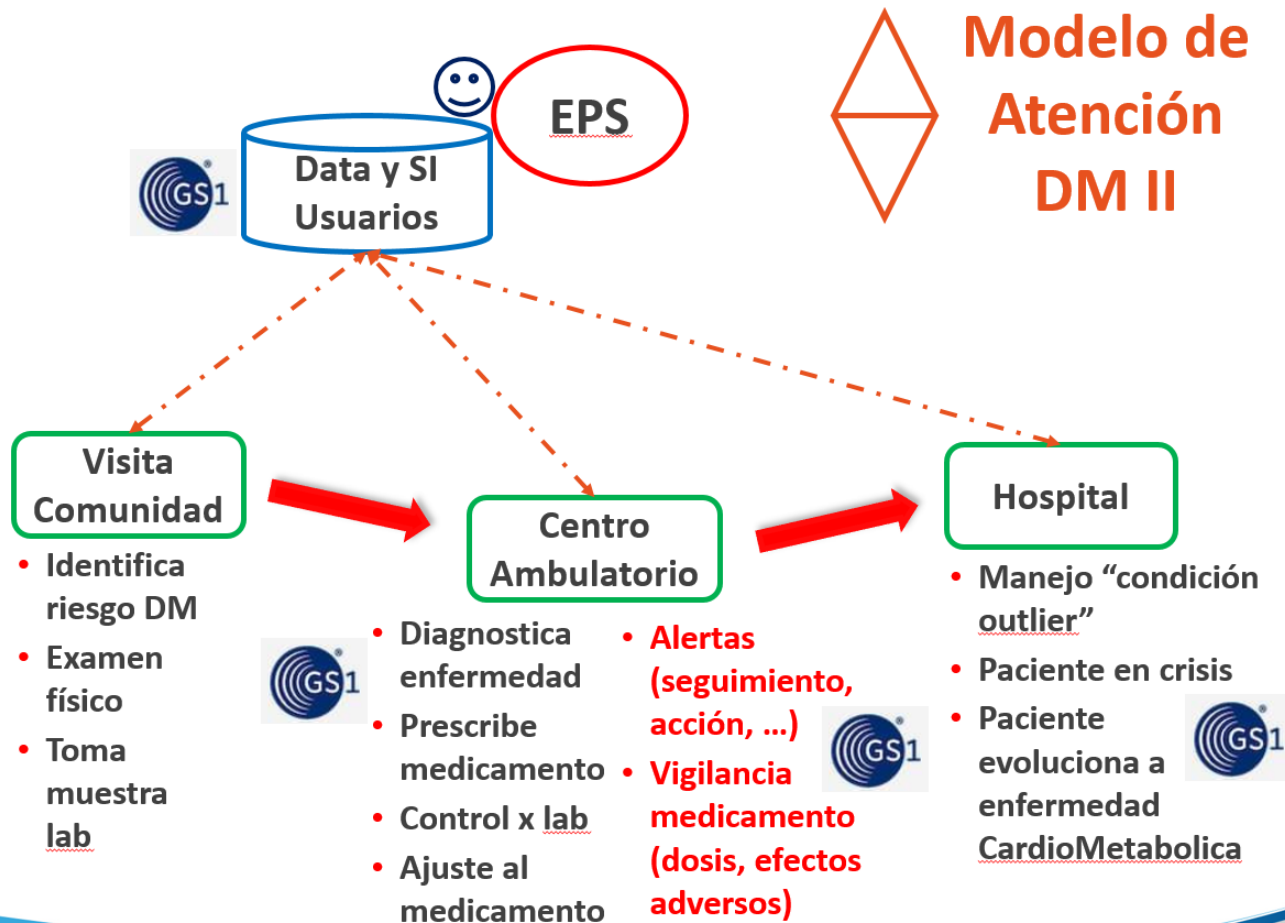 Modelo de
Atención
DM II
EPS
Data y SI
Usuarios
GS1
Visita
Comunidad
• Identifica
riesgo DM
• Examen
físico
• Toma
muestra
lab
Centro
Ambulatorio
GS1
• Diagnostica
enfermedad
• Prescribe
medicamento
• Control x lab
• Ajuste al
medicamento
• Alertas
(seguimiento,
acción, ...)
• Vigilancia
medicamento
(dosis, efectos
adversos)
GS1
Hospital
• Manejo “condición
outlier”
• Paciente en crisis
• Paciente
evoluciona a
enfermedad
CardioMetabolica
GS1